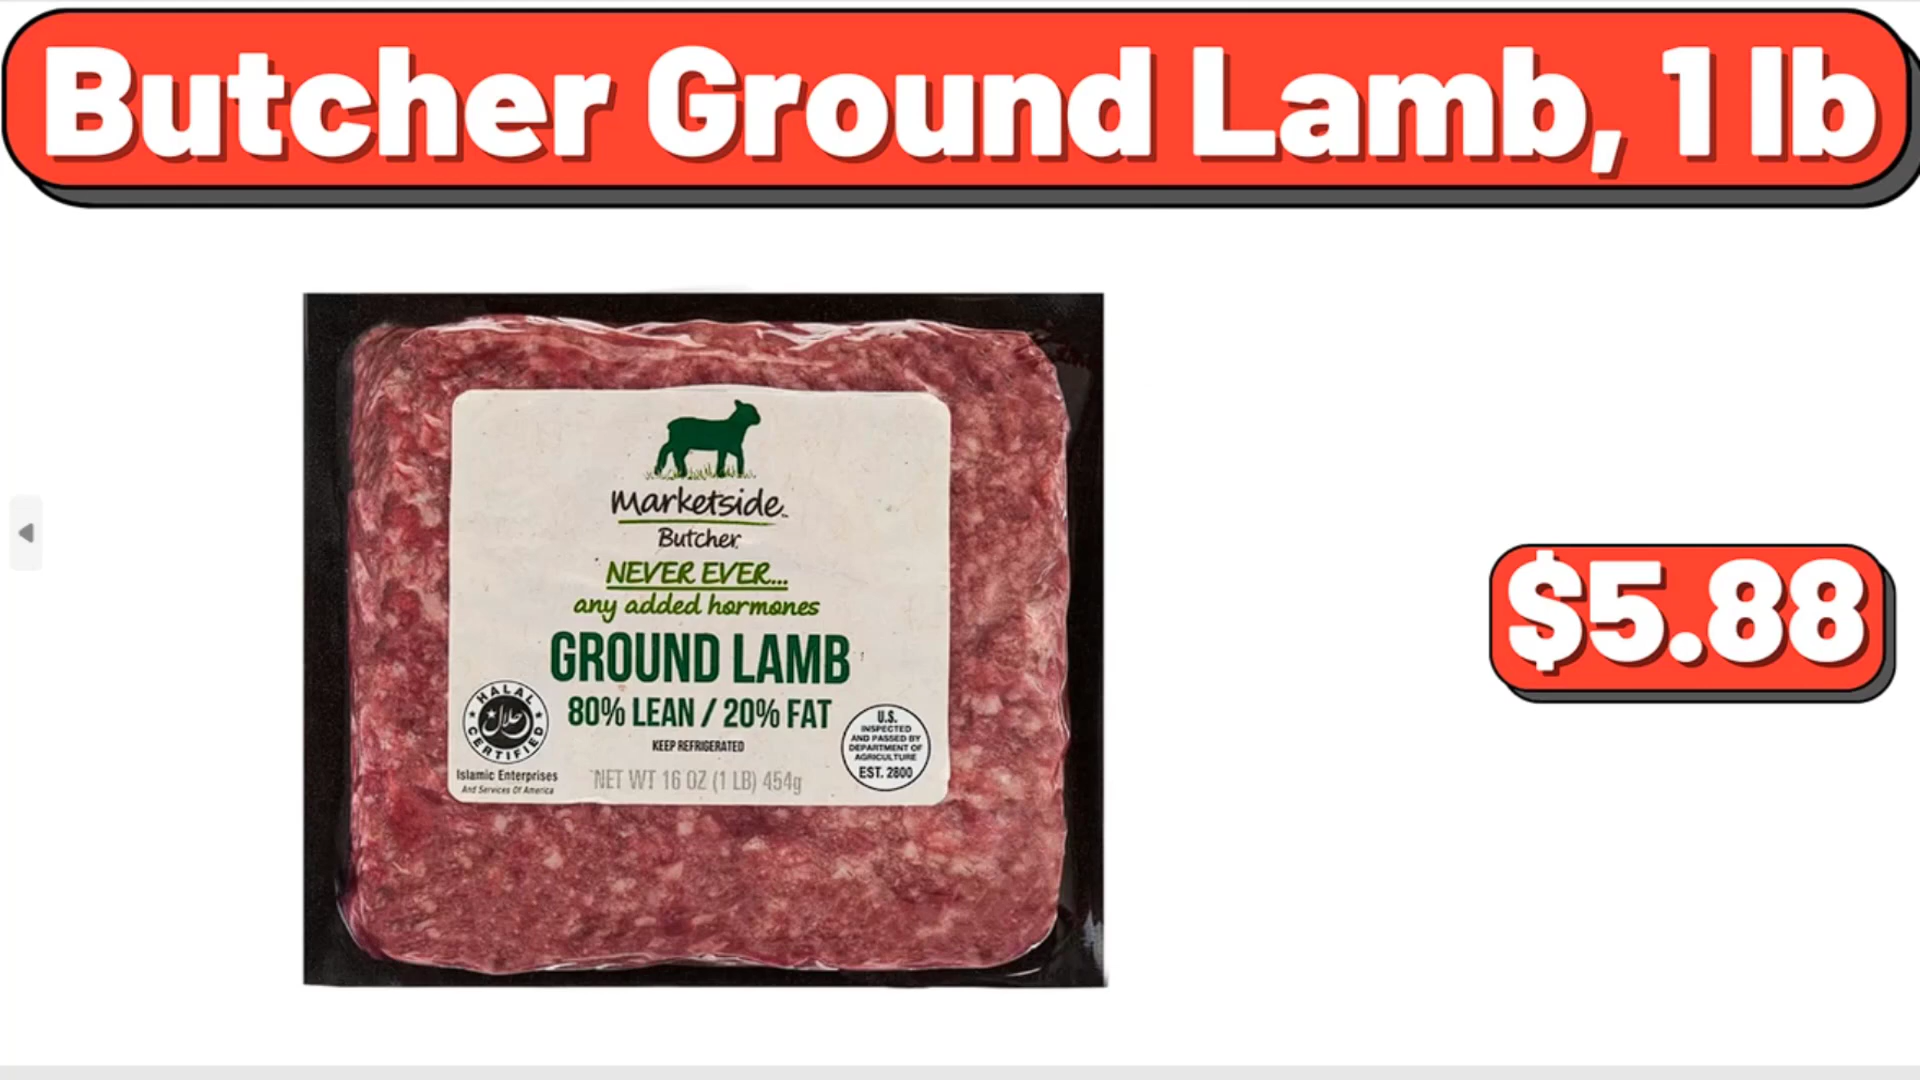 Butcher Ground Lamb, 1 lb
marketside™
Butcher
NEVER EVER...
any added hormones
GROUND LAMB
80% LEAN / 20% FAT
KEEP REFRIGERATED
NET WT 16 OZ (1 LB) 454g
HALAL
حلال
CERTIFIED
Islamic Enterprises
And Services Of America
U.S.
INSPECTED
AND PASSED BY
DEPARTMENT OF
AGRICULTURE
EST. 2800
$5.88